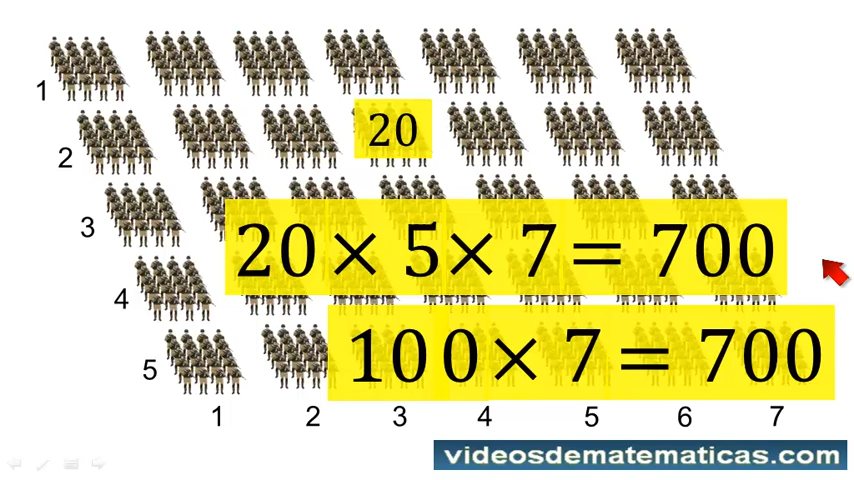 1
2
20
3
20 × 5 × 7 = 700
4
100 × 7 = 700
5
1 2 3 4 5 6 7
videosdematematicas.com